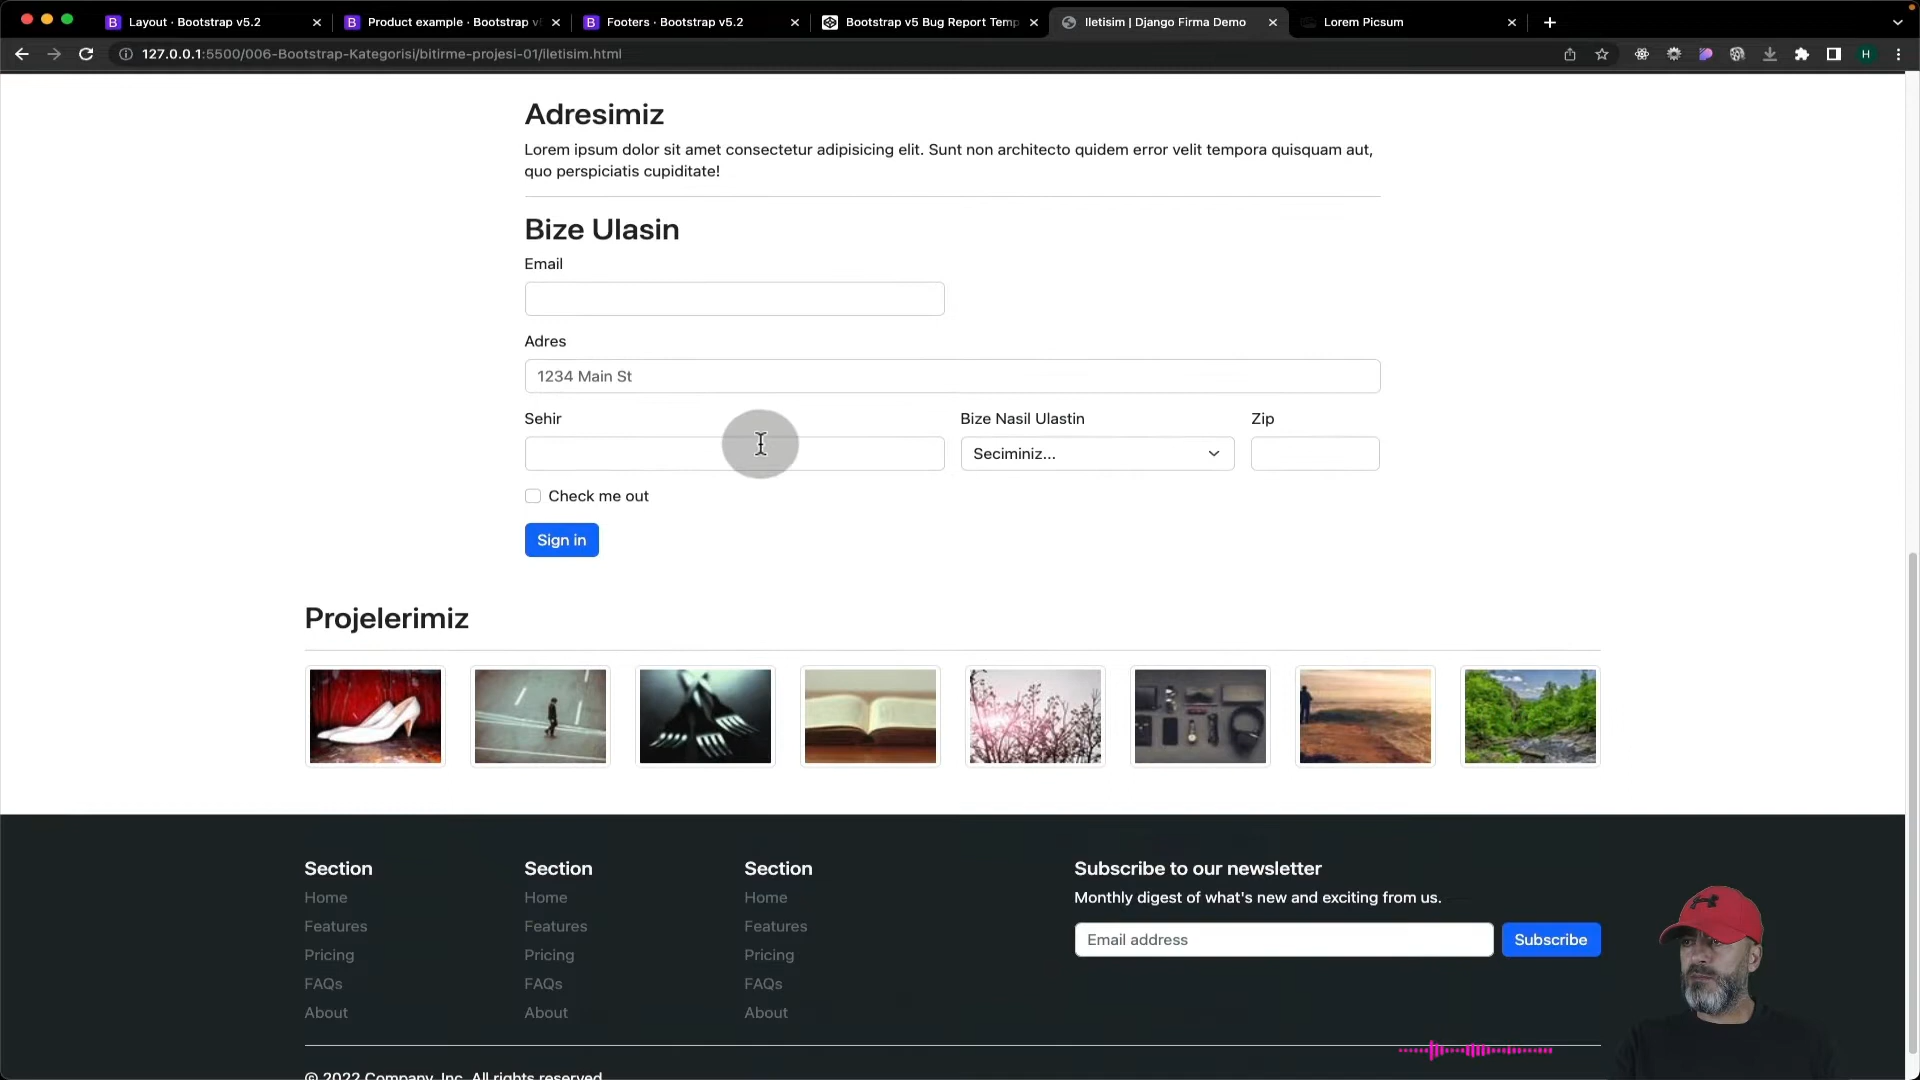 Layout · Bootstrap v5.2
Product example · Bootstrap v
Footers · Bootstrap v5.2
Bootstrap v5 Bug Report Temp
Iletisim | Django Firma Demo
Lorem Picsum
127.0.0.1:5500/006-Bootstrap-Kategorisi/bitirme-projesi-01/iletisim.html
H
Adresimiz
Lorem ipsum dolor sit amet consectetur adipisicing elit. Sunt non architecto quidem error velit tempora quisquam aut,
quo perspiciatis cupiditate!
Bize Ulasin
Email
Adres
1234 Main St
Sehir
Bize Nasil Ulastin
Zip
Seciminiz...
Check me out
Sign in
Projelerimiz
Section
Home
Features
Pricing
FAQs
About
Section
Home
Features
Pricing
FAQs
About
Section
Home
Features
Pricing
FAQs
About
Subscribe to our newsletter
Monthly digest of what's new and exciting from us.
Email address
Subscribe
© 2022 Company, Inc. All rights reserved.